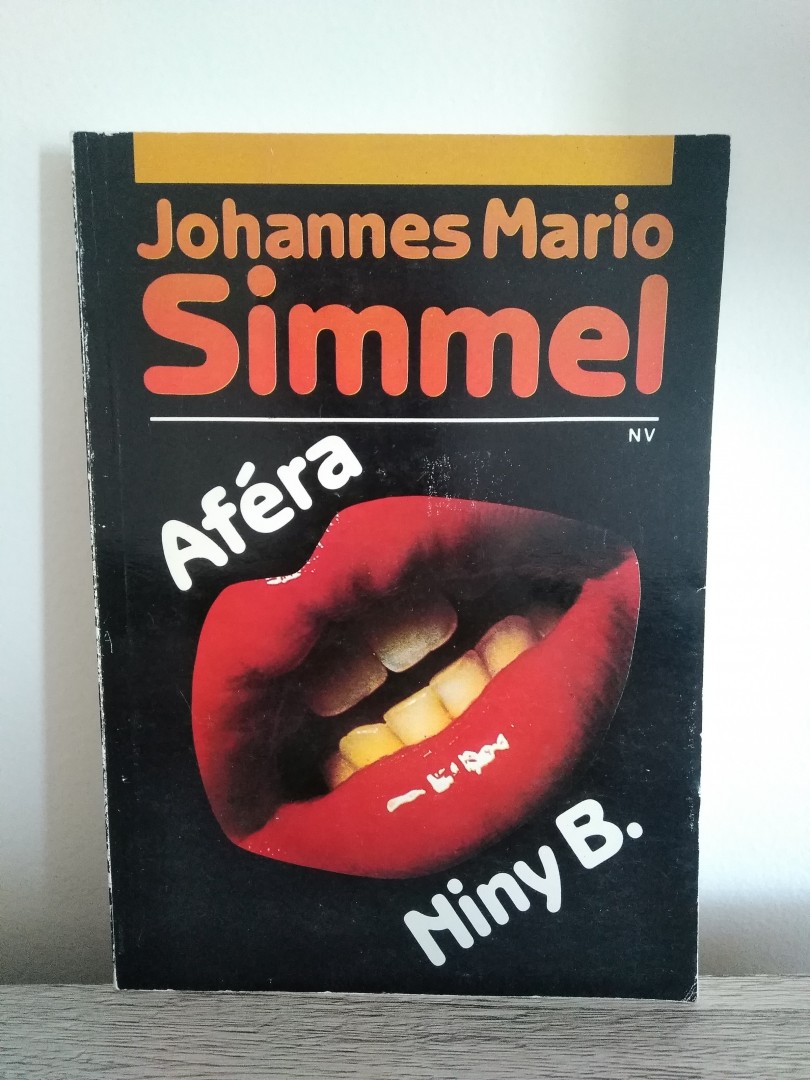 Johannes Mario
Simmel
NV
Aféra
Niny B.